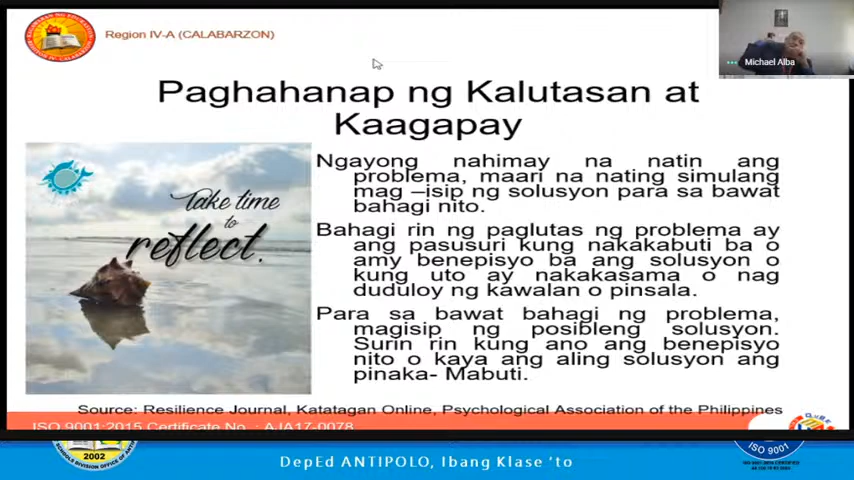 Region IV-A (CALABARZON)
Michael Alba
Paghahanap ng Kalutasan at
Kaagapay
Take time
to
reflect.
Ngayong nahimay na natin ang
problema, maari na nating simulang
mag –isip ng solusyon para sa bawat
bahagi nito.
Bahagi rin ng paglutas ng problema ay
ang pasusuri kung nakakabuti ba o
amy benepisyo ba ang solusyon o
kung uto ay nakakasama o nag
duduloy ng kawalan o pinsala.
Para sa bawat bahagi ng problema,
magisip ng posibleng solusyon.
Surin rin kung ano ang benepisyo
nito o kaya ang aling solusyon ang
pinaka- Mabuti.
Source: Resilience Journal, Katatagan Online, Psychological Association of the Philippines
ISO 9001:2015 Certificate No. : AJA17-0078
2002
DepEd ANTIPOLO, Ibang Klase 'to
ISO 9001